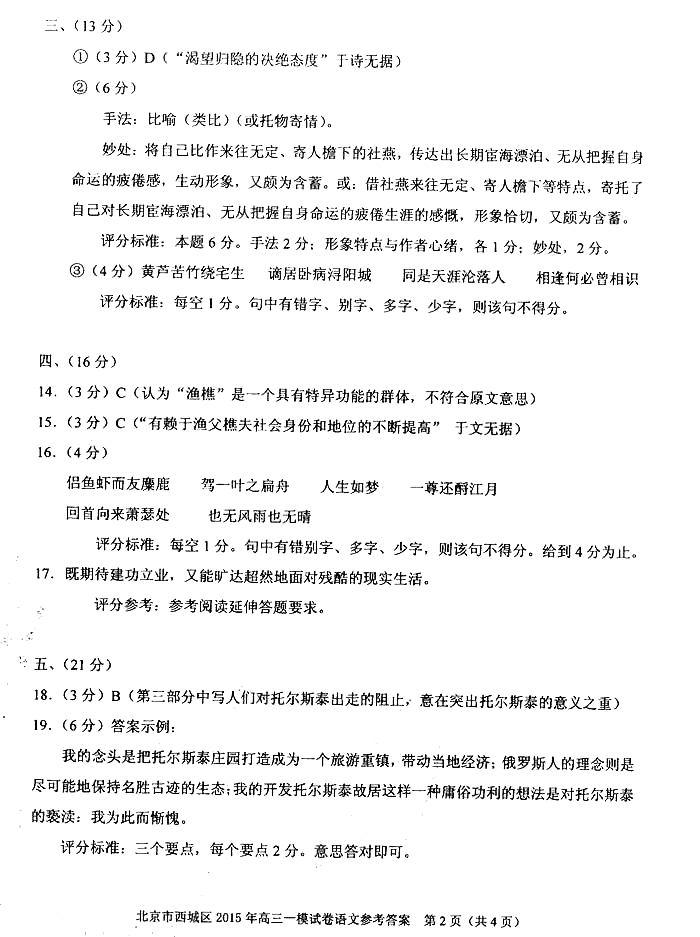 三、（13 分）
①（3 分）D（“渴望归隐的决绝态度”于诗无据）
②（6 分）
手法：比喻（类比）（或托物寄情）。
妙处：将自己比作来往无定、寄人檐下的社燕，传达出长期宦海漂泊、无从把握自身
命运的疲倦感，生动形象，又颇为含蓄。或：借社燕来往无定、寄人檐下等特点，寄托了
自己对长期宦海漂泊、无从把握自身命运的疲倦生涯的感慨，形象恰切，又颇为含蓄。
评分标准：本题 6 分。手法 2 分；形象特点与作者心绪，各 1 分；妙处，2 分。
③（4 分）黄芦苦竹绕宅生 谪居卧病浔阳城 同是天涯沦落人 相逢何必曾相识
评分标准：每空 1 分。句中有错字、别字、多字、少字，则该句不得分。
四、（16 分）
14.（3 分）C（认为“渔樵”是一个具有特异功能的群体，不符合原文意思）
15.（3 分）C（“有赖于渔父樵夫社会身份和地位的不断提高” 于文无据）
16.（4 分）
侣鱼虾而友麋鹿 驾一叶之扁舟 人生如梦 一尊还酹江月
回首向来萧瑟处 也无风雨也无晴
评分标准：每空 1 分。句中有错别字、多字、少字，则该句不得分。给到 4 分为止。
17. 既期待建功立业，又能旷达超然地面对残酷的现实生活。
评分参考：参考阅读延伸答题要求。
五、（21 分）
18.（3 分）B（第三部分中写人们对托尔斯泰出走的阻止，意在突出托尔斯泰的意义之重）
19.（6 分）答案示例：
我的念头是把托尔斯泰庄园打造成为一个旅游重镇，带动当地经济；俄罗斯人的理念则是
尽可能地保持名胜古迹的生态；我的开发托尔斯泰故居这样一种庸俗功利的想法是对托尔斯泰
的亵渎：我为此而惭愧。
评分标准：三个要点，每个要点 2 分。意思答对即可。
北京市西城区 2015 年高三一模试卷语文参考答案 第 2 页（共 4 页）